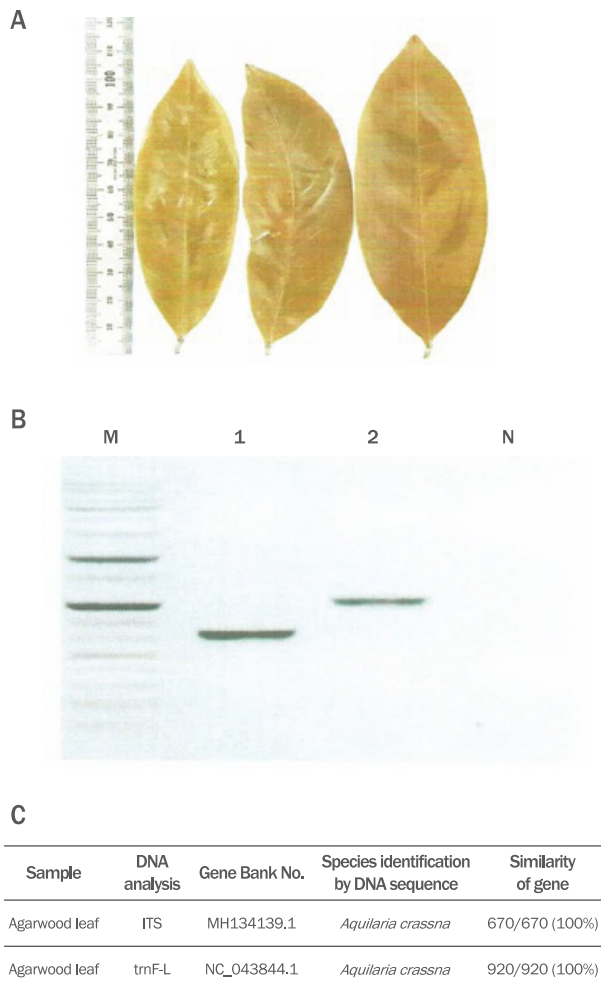 A
100
B
M 1 2 N
C
Sample DNA analysis Gene Bank No. Species identification by DNA sequence Similarity of gene
Agarwood leaf ITS MH134139.1 Aquilaria crassna 670/670 (100%)
Agarwood leaf trnF-L NC_043844.1 Aquilaria crassna 920/920 (100%)